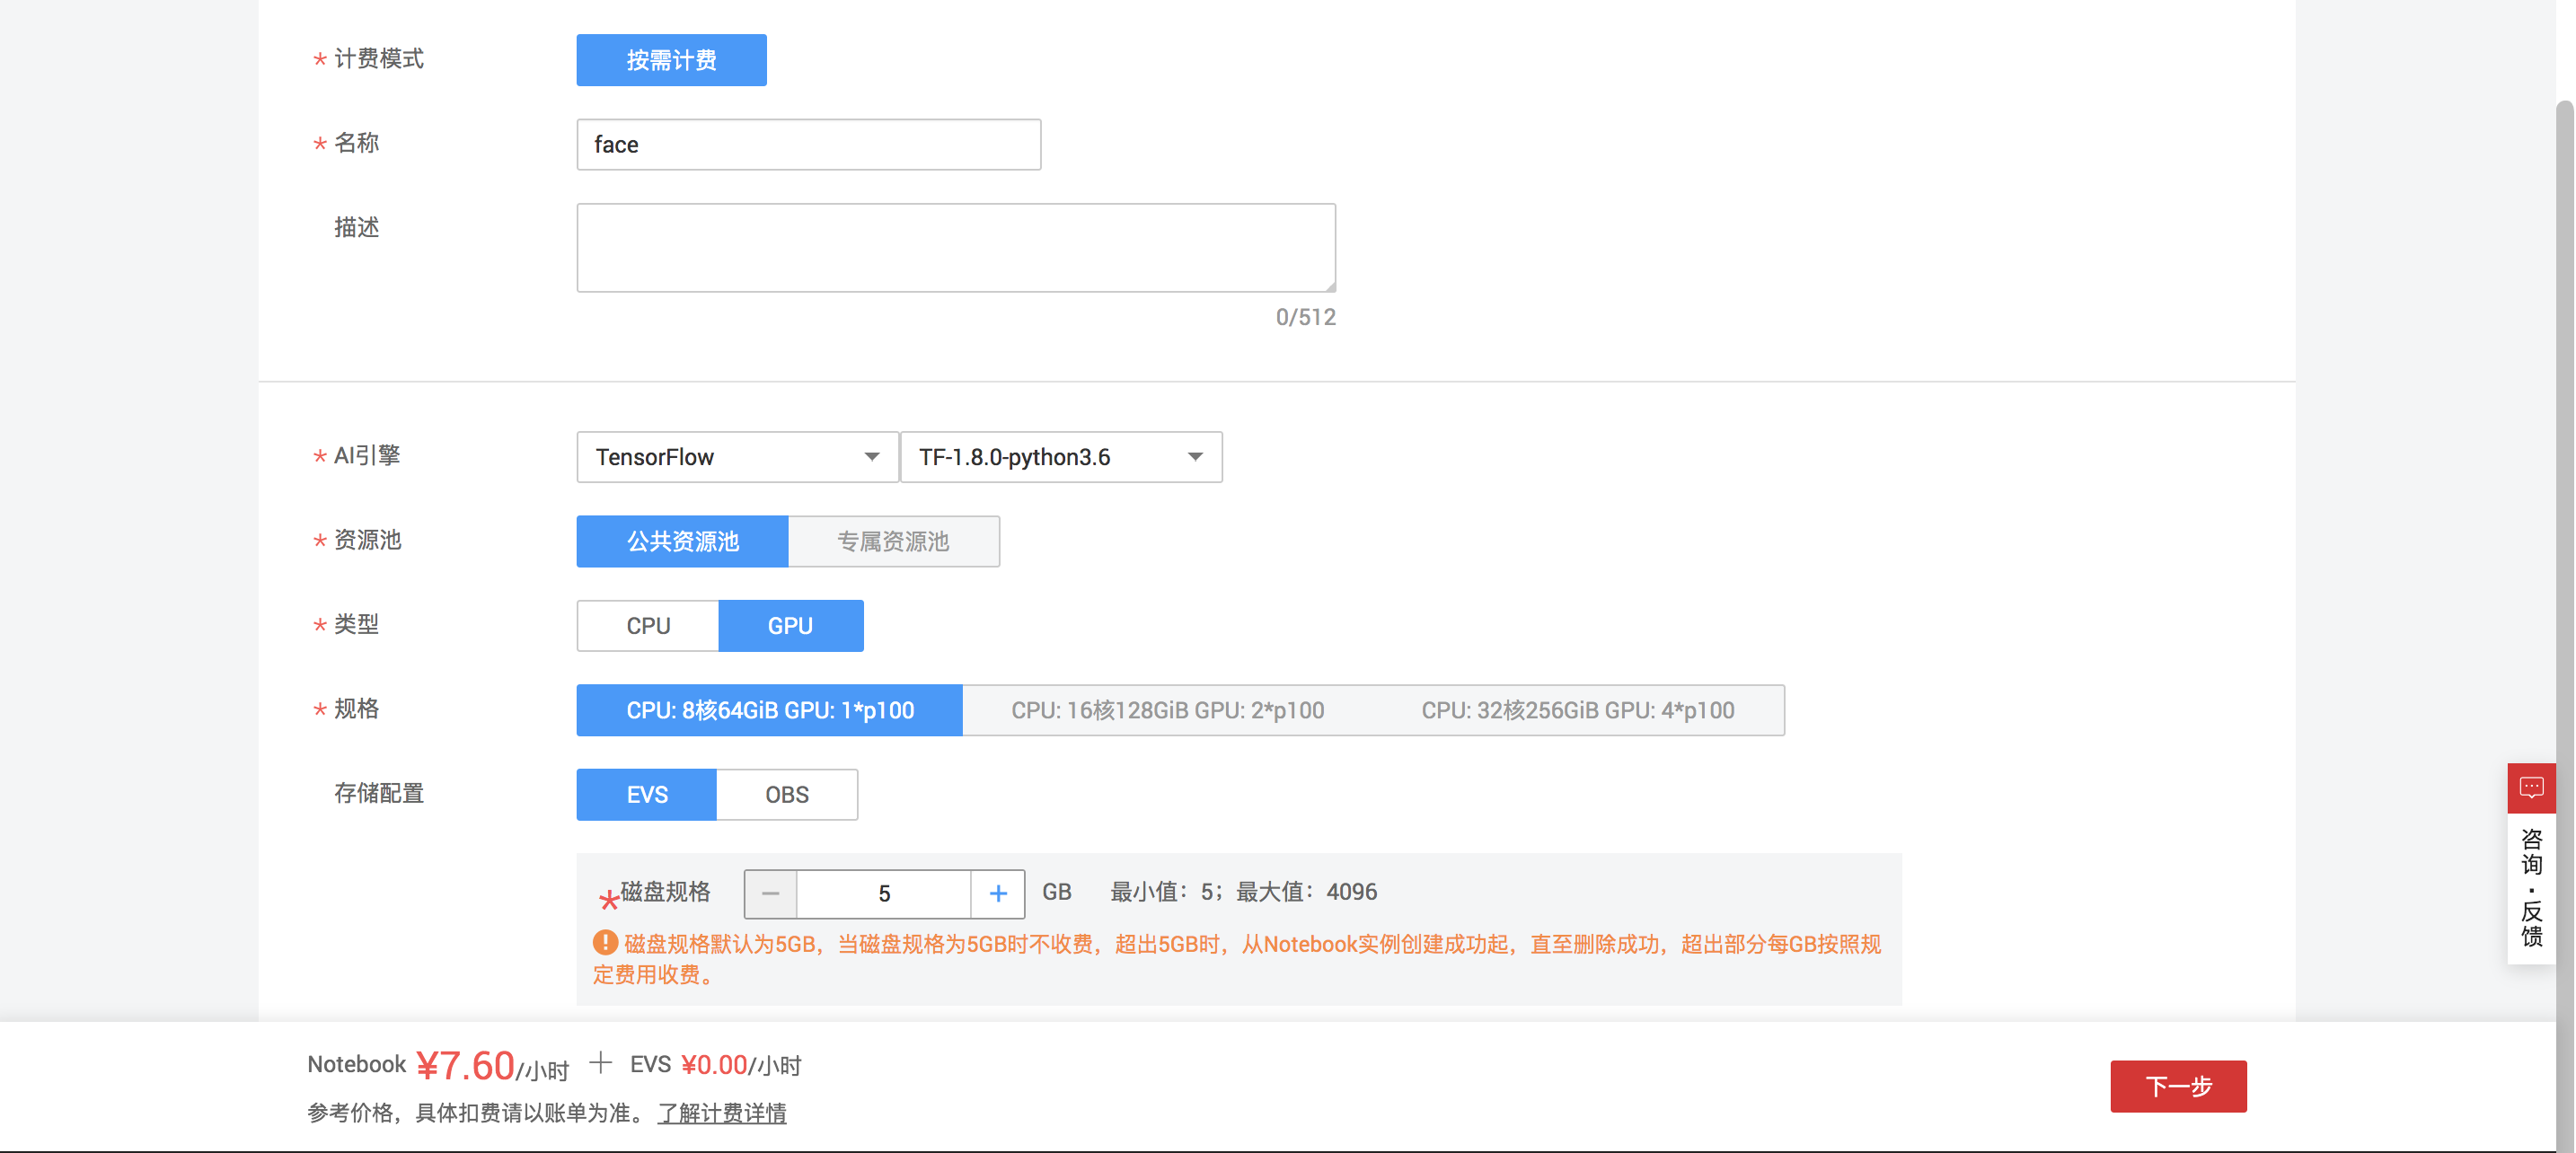 * 计费模式 按需计费
* 名称 face
描述
0/512
* AI引擎 TensorFlow TF-1.8.0-python3.6
* 资源池 公共资源池 专属资源池
* 类型 CPU GPU
* 规格 CPU: 8核64GiB GPU: 1*p100 CPU: 16核128GiB GPU: 2*p100 CPU: 32核256GiB GPU: 4*p100
存储配置 EVS OBS
* 磁盘规格 − 5 + GB 最小值：5；最大值：4096
磁盘规格默认为5GB，当磁盘规格为5GB时不收费，超出5GB时，从Notebook实例创建成功起，直至删除成功，超出部分每GB按照规
定费用收费。
咨询·反馈
Notebook ¥7.60/小时 + EVS ¥0.00/小时
参考价格，具体扣费请以账单为准。 了解计费详情
下一步